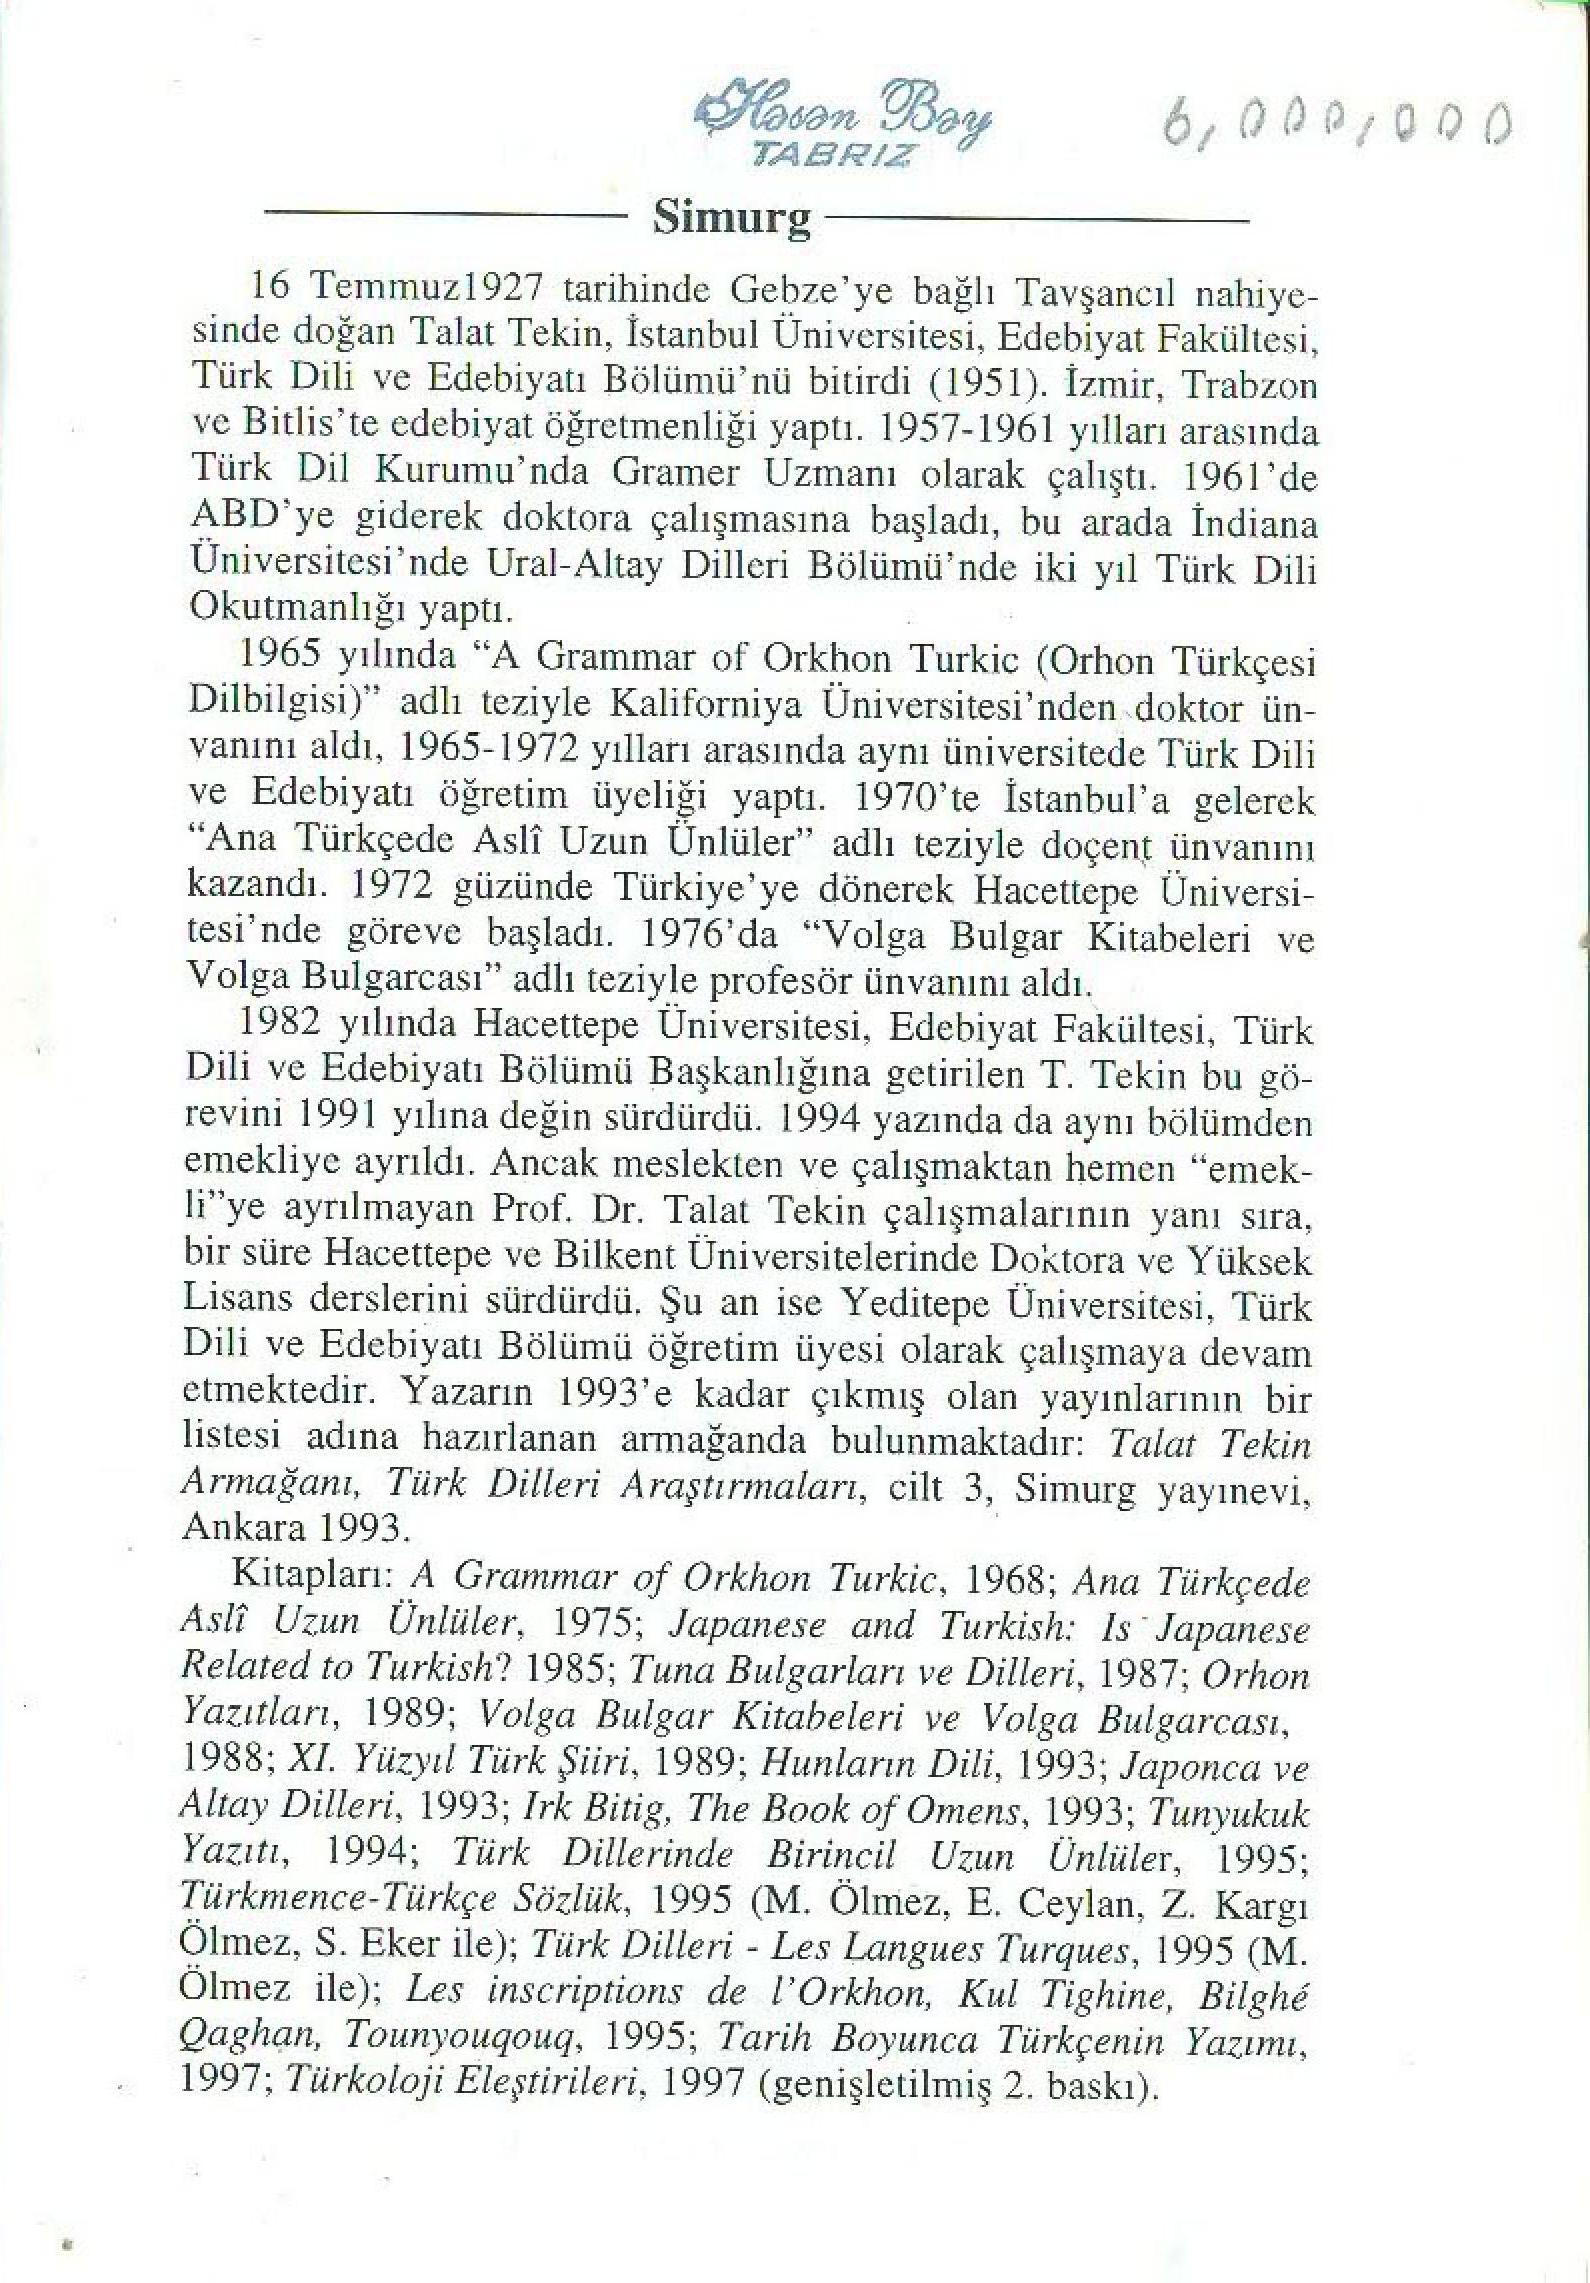 Həsən Bəy
TABRIZ
6,000,000
Simurg
16 Temmuz1927 tarihinde Gebze'ye bağlı Tavşancıl nahiye-
sinde doğan Talat Tekin, İstanbul Üniversitesi, Edebiyat Fakültesi,
Türk Dili ve Edebiyatı Bölümü'nü bitirdi (1951). İzmir, Trabzon
ve Bitlis'te edebiyat öğretmenliği yaptı. 1957-1961 yılları arasında
Türk Dil Kurumu'nda Gramer Uzmanı olarak çalıştı. 1961'de
ABD'ye giderek doktora çalışmasına başladı, bu arada İndiana
Üniversitesi'nde Ural-Altay Dilleri Bölümü'nde iki yıl Türk Dili
Okutmanlığı yaptı.
1965 yılında “A Grammar of Orkhon Turkic (Orhon Türkçesi
Dilbilgisi)” adlı teziyle Kaliforniya Üniversitesi'nden doktor ün-
vanını aldı, 1965-1972 yılları arasında aynı üniversitede Türk Dili
ve Edebiyatı öğretim üyeliği yaptı. 1970'te İstanbul'a gelerek
“Ana Türkçede Aslî Uzun Ünlüler” adlı teziyle doçent ünvanını
kazandı. 1972 güzünde Türkiye'ye dönerek Hacettepe Üniversi-
tesi'nde göreve başladı. 1976'da “Volga Bulgar Kitabeleri ve
Volga Bulgarcası” adlı teziyle profesör ünvanını aldı.
1982 yılında Hacettepe Üniversitesi, Edebiyat Fakültesi, Türk
Dili ve Edebiyatı Bölümü Başkanlığına getirilen T. Tekin bu gö-
revini 1991 yılına değin sürdürdü. 1994 yazında da aynı bölümden
emekliye ayrıldı. Ancak meslekten ve çalışmaktan hemen “emek-
li”ye ayrılmayan Prof. Dr. Talat Tekin çalışmalarının yanı sıra,
bir süre Hacettepe ve Bilkent Üniversitelerinde Doktora ve Yüksek
Lisans derslerini sürdürdü. Şu an ise Yeditepe Üniversitesi, Türk
Dili ve Edebiyatı Bölümü öğretim üyesi olarak çalışmaya devam
etmektedir. Yazarın 1993'e kadar çıkmış olan yayınlarının bir
listesi adına hazırlanan armağanda bulunmaktadır: Talat Tekin
Armağanı, Türk Dilleri Araştırmaları, cilt 3, Simurg yayınevi,
Ankara 1993.
Kitapları: A Grammar of Orkhon Turkic, 1968; Ana Türkçede
Aslî Uzun Ünlüler, 1975; Japanese and Turkish: Is Japanese
Related to Turkish? 1985; Tuna Bulgarları ve Dilleri, 1987; Orhon
Yazıtları, 1989; Volga Bulgar Kitabeleri ve Volga Bulgarcası,
1988; XI. Yüzyıl Türk Şiiri, 1989; Hunların Dili, 1993; Japonca ve
Altay Dilleri, 1993; Irk Bitig, The Book of Omens, 1993; Tunyukuk
Yazıtı, 1994; Türk Dillerinde Birincil Uzun Ünlüler, 1995;
Türkmence-Türkçe Sözlük, 1995 (M. Ölmez, E. Ceylan, Z. Kargı
Ölmez, S. Eker ile); Türk Dilleri - Les Langues Turques, 1995 (M.
Ölmez ile); Les inscriptions de l'Orkhon, Kul Tighine, Bilghé
Qaghan, Tounyouqouq, 1995; Tarih Boyunca Türkçenin Yazımı,
1997; Türkoloji Eleştirileri, 1997 (genişletilmiş 2. baskı).